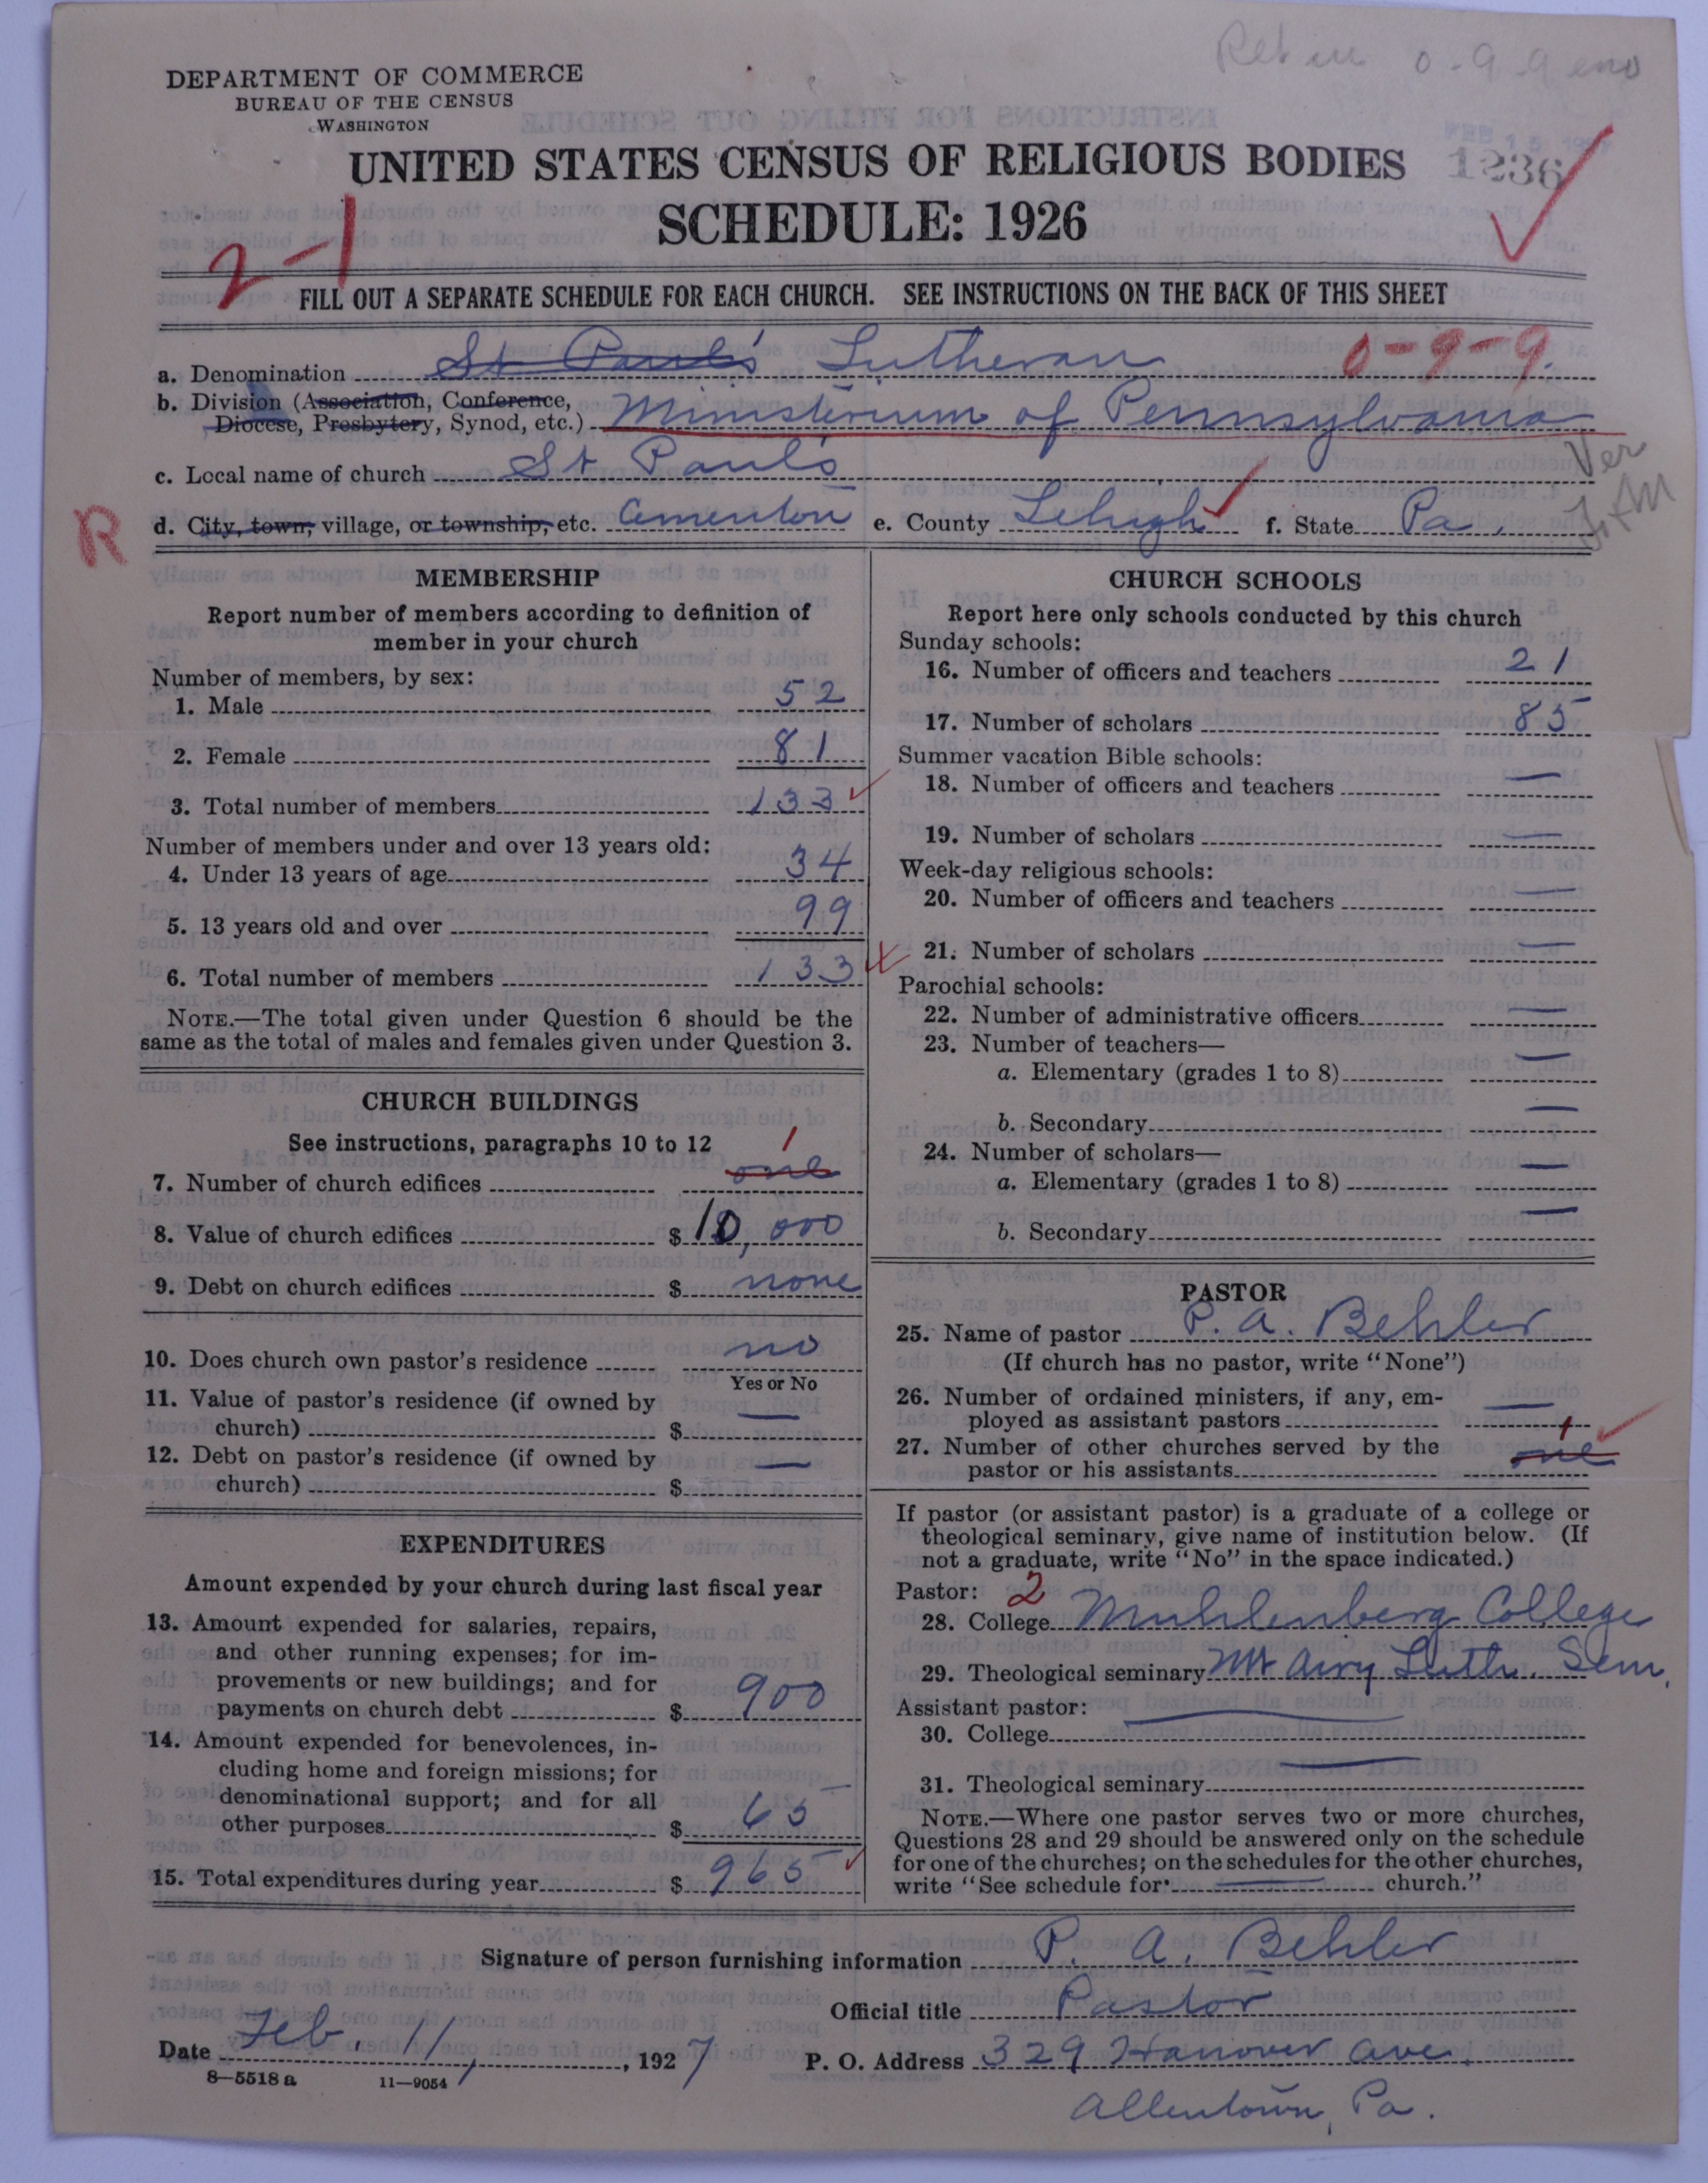 Ret 0-9-9 end
DEPARTMENT OF COMMERCE
BUREAU OF THE CENSUS
WASHINGTON
FEB 15 1927
1236
UNITED STATES CENSUS OF RELIGIOUS BODIES
SCHEDULE: 1926
2-1
FILL OUT A SEPARATE SCHEDULE FOR EACH CHURCH. SEE INSTRUCTIONS ON THE BACK OF THIS SHEET
a. Denomination St Paul's Lutheran 0-9-9.
b. Division (Association, Conference,
Diocese, Presbytery, Synod, etc.) Ministerium of Pennsylvania
c. Local name of church St Paul's
Ver
R d. City, town, village, or township, etc. Cementon e. County Lehigh f. State Pa.
MEMBERSHIP
Report number of members according to definition of
member in your church
Number of members, by sex:
1. Male 52
2. Female 81
3. Total number of members 133
Number of members under and over 13 years old:
4. Under 13 years of age 34
5. 13 years old and over 99
6. Total number of members 133
NOTE.—The total given under Question 6 should be the
same as the total of males and females given under Question 3.
CHURCH BUILDINGS
See instructions, paragraphs 10 to 12
7. Number of church edifices one 1
8. Value of church edifices $ 10,000
9. Debt on church edifices $ none
10. Does church own pastor's residence no
Yes or No
11. Value of pastor's residence (if owned by
church) $ —
12. Debt on pastor's residence (if owned by
church) $ —
EXPENDITURES
Amount expended by your church during last fiscal year
13. Amount expended for salaries, repairs,
and other running expenses; for im-
provements or new buildings; and for
payments on church debt $ 900
14. Amount expended for benevolences, in-
cluding home and foreign missions; for
denominational support; and for all
other purposes $ 65
15. Total expenditures during year $ 965
CHURCH SCHOOLS
Report here only schools conducted by this church
Sunday schools:
16. Number of officers and teachers 21
17. Number of scholars 85
Summer vacation Bible schools:
18. Number of officers and teachers —
19. Number of scholars —
Week-day religious schools:
20. Number of officers and teachers —
21. Number of scholars —
Parochial schools:
22. Number of administrative officers —
23. Number of teachers—
a. Elementary (grades 1 to 8) —
b. Secondary —
24. Number of scholars—
a. Elementary (grades 1 to 8) —
b. Secondary —
PASTOR
25. Name of pastor P. A. Behler
(If church has no pastor, write "None")
26. Number of ordained ministers, if any, em-
ployed as assistant pastors —
27. Number of other churches served by the
pastor or his assistants one 1
If pastor (or assistant pastor) is a graduate of a college or
theological seminary, give name of institution below. (If
not a graduate, write "No" in the space indicated.)
Pastor: 2
28. College Muhlenberg College
29. Theological seminary Mt Airy Luth. Sem.
Assistant pastor:
30. College —
31. Theological seminary —
NOTE.—Where one pastor serves two or more churches,
Questions 28 and 29 should be answered only on the schedule
for one of the churches; on the schedules for the other churches,
write "See schedule for — church."
Signature of person furnishing information P. A. Behler
Official title Pastor
Date Feb. 11, 1927
P. O. Address 329 Hanover Ave.
8—5518 a 11—9054
Allentown, Pa.